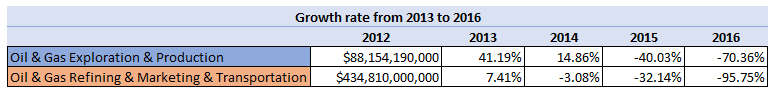 Growth rate from 2013 to 2016
2012 2013 2014 2015 2016
Oil & Gas Exploration & Production $88,154,190,000 41.19% 14.86% -40.03% -70.36%
Oil & Gas Refining & Marketing & Transportation $434,810,000,000 7.41% -3.08% -32.14% -95.75%